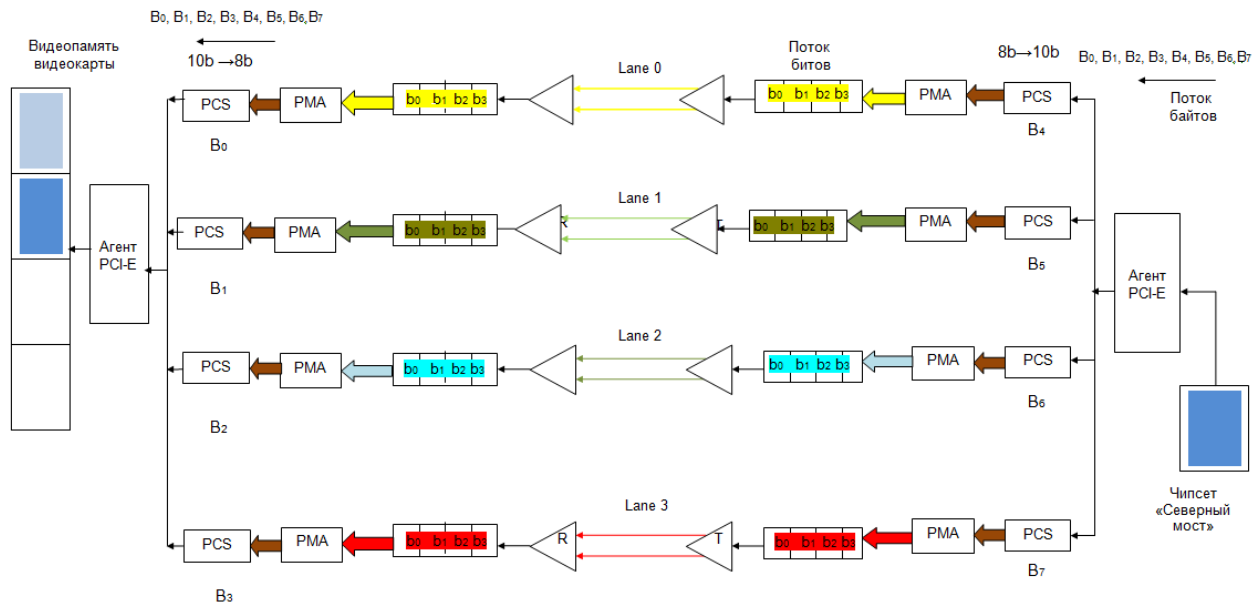 B0, B1, B2, B3, B4, B5, B6, B7
Видеопамять
видеокарты
10b →8b
Поток
битов
Lane 0
8b→10b
B0, B1, B2, B3, B4, B5, B6, B7
Поток
байтов
PCS PMA b0 b1 b2 b3 b0 b1 b2 b3 PMA PCS
B0 B4
Lane 1
PCS PMA b0 b1 b2 b3 R T b0 b1 b2 b3 PMA PCS
Агент
PCI-E
B1 B5
Агент
PCI-E
Lane 2
PCS PMA b0 b1 b2 b3 b0 b1 b2 b3 PMA PCS
B2 B6
Lane 3
Чипсет
«Северный
мост»
PCS PMA b0 b1 b2 b3 R T b0 b1 b2 b3 PMA PCS
B3 B7